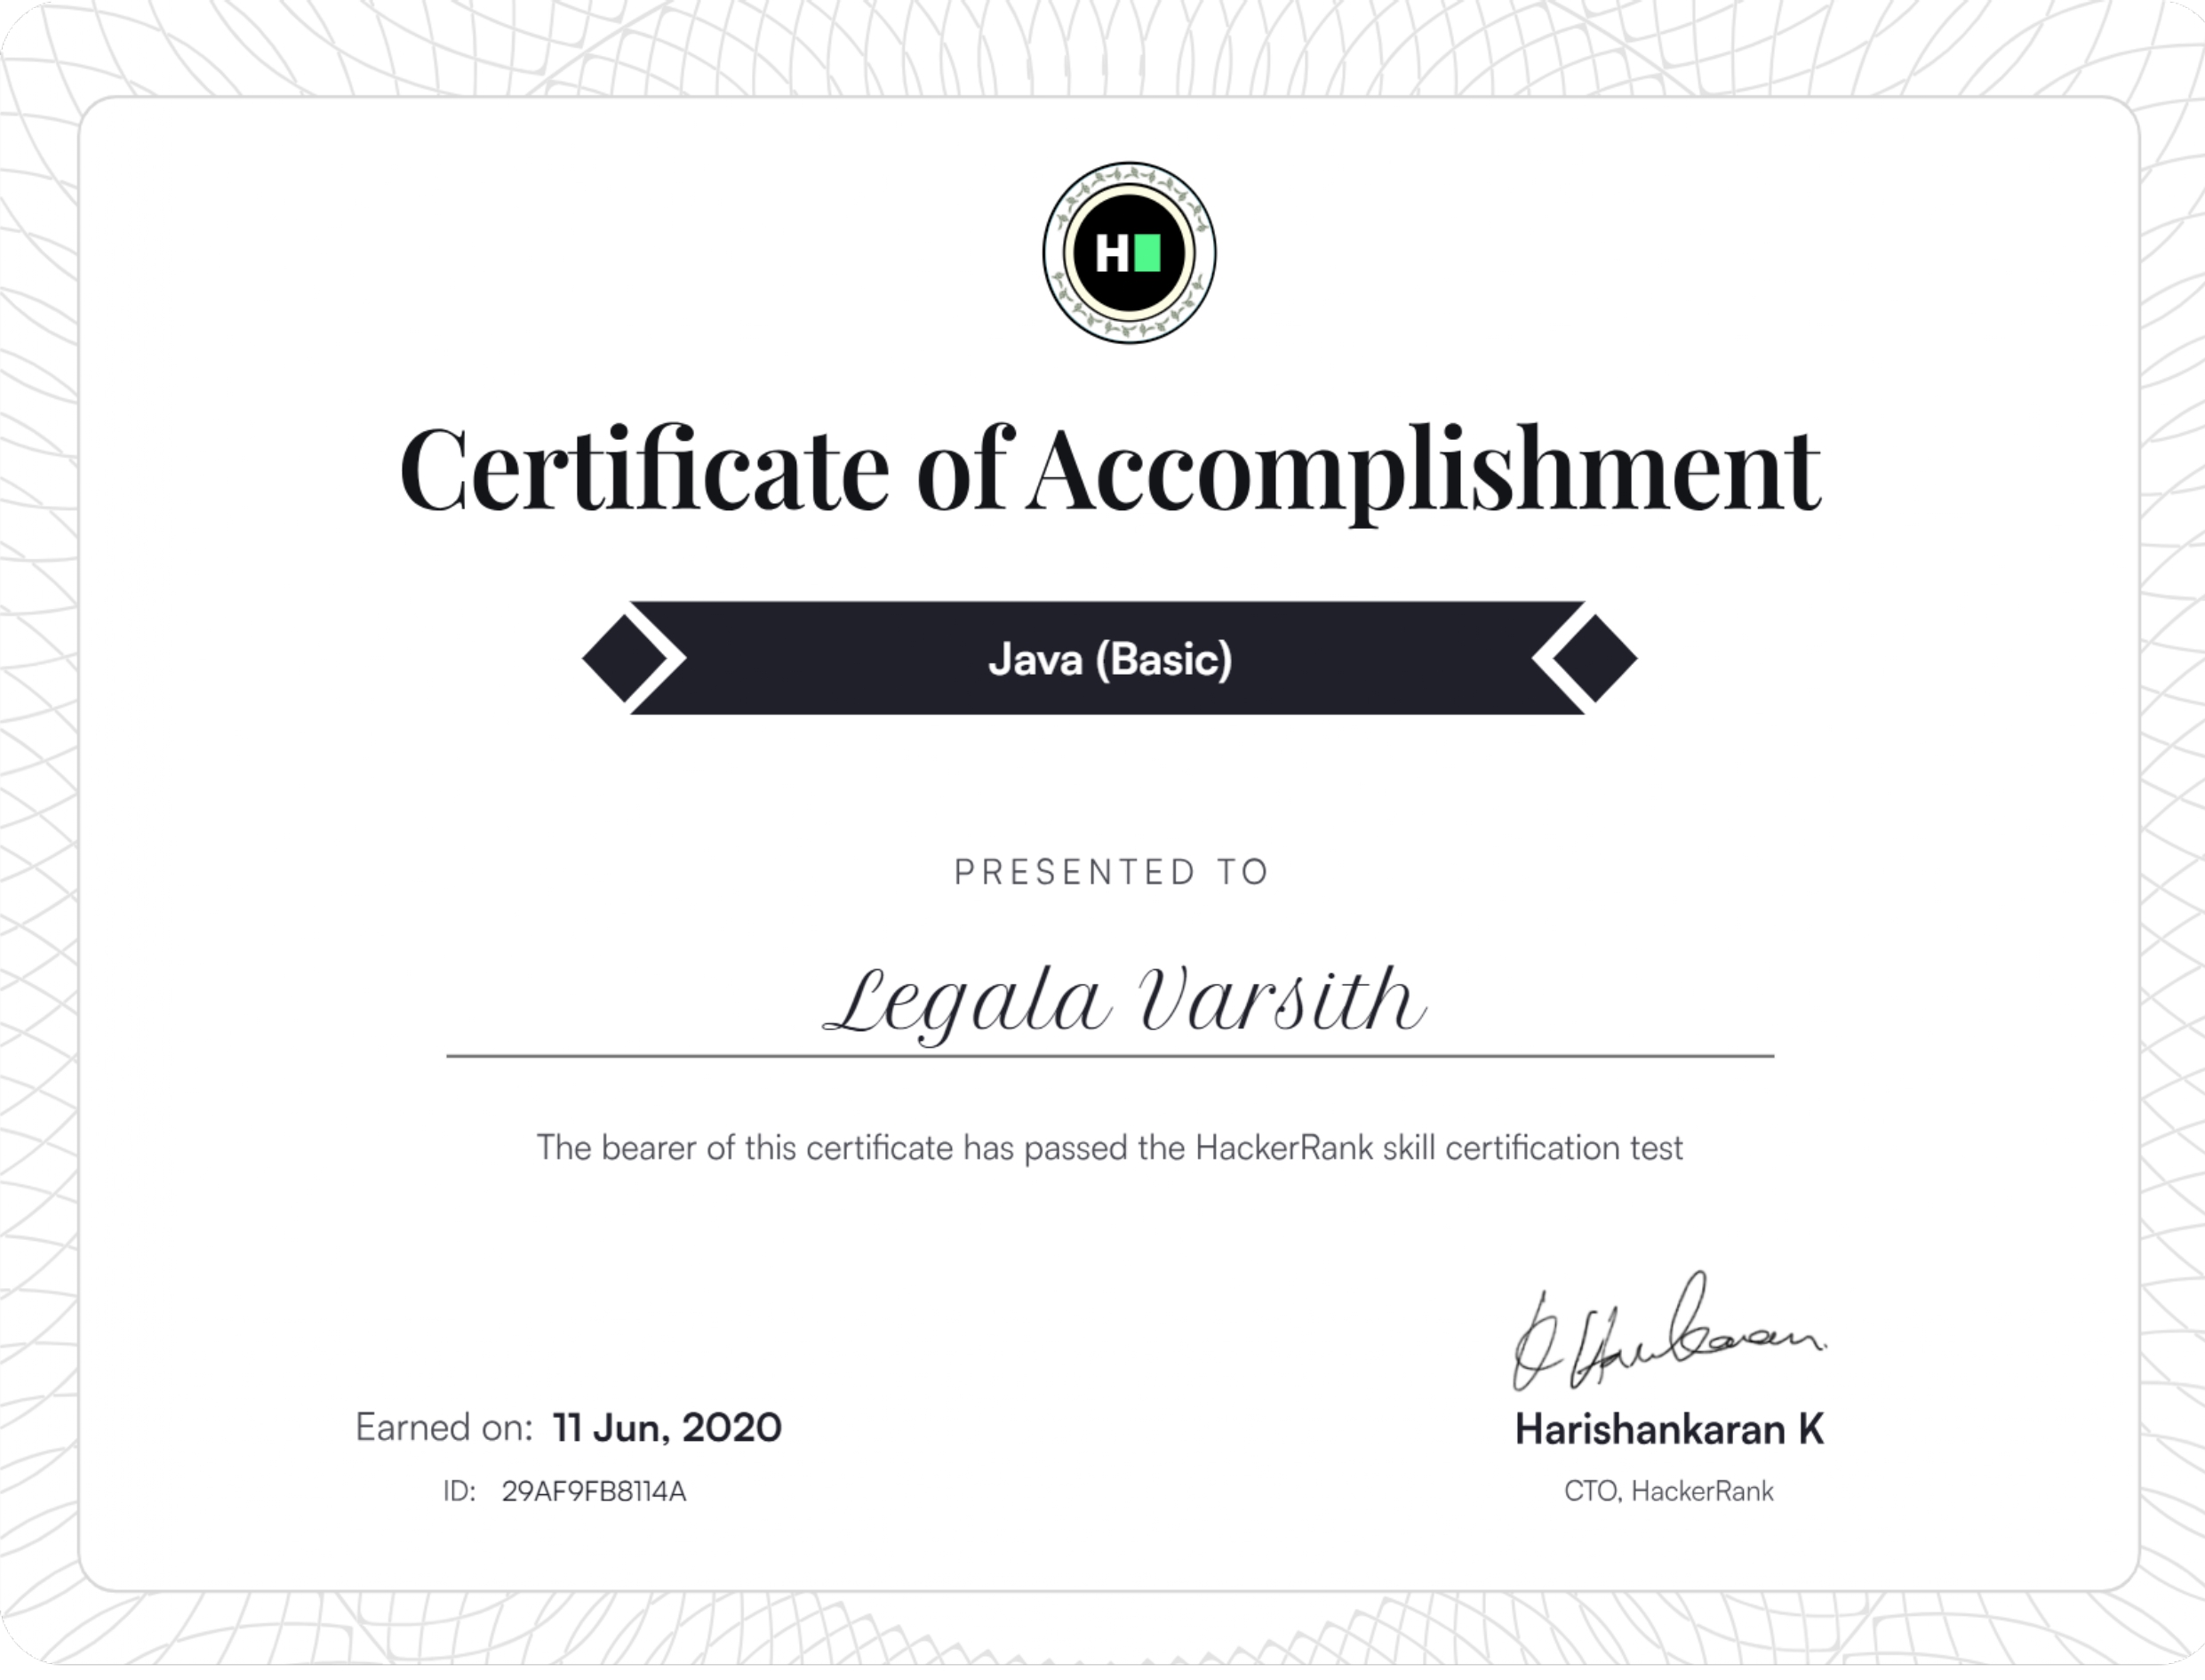 H
Certificate of Accomplishment
Java (Basic)
PRESENTED TO
Legala Varsith
The bearer of this certificate has passed the HackerRank skill certification test
Earned on: 11 Jun, 2020
ID: 29AF9FB8114A
Harishankaran K
CTO, HackerRank